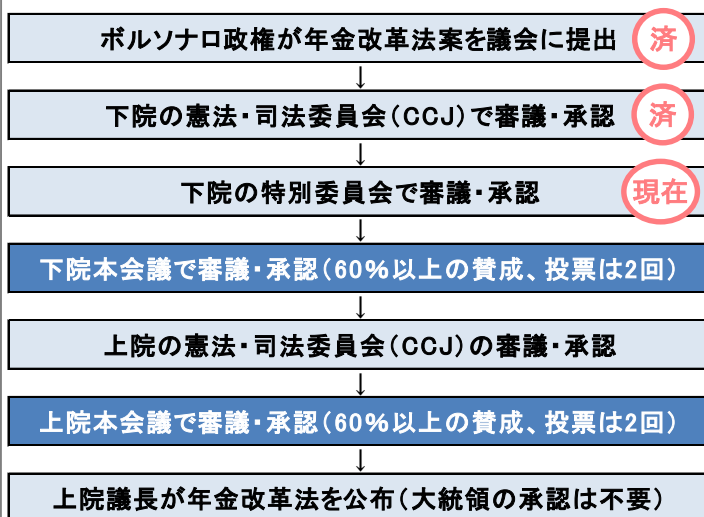 ボルソナロ政権が年金改革法案を議会に提出 済
↓
下院の憲法・司法委員会(CCJ)で審議・承認 済
↓
下院の特別委員会で審議・承認 現在
↓
下院本会議で審議・承認(60%以上の賛成、投票は2回)
↓
上院の憲法・司法委員会(CCJ)の審議・承認
↓
上院本会議で審議・承認(60%以上の賛成、投票は2回)
↓
上院議長が年金改革法を公布(大統領の承認は不要)